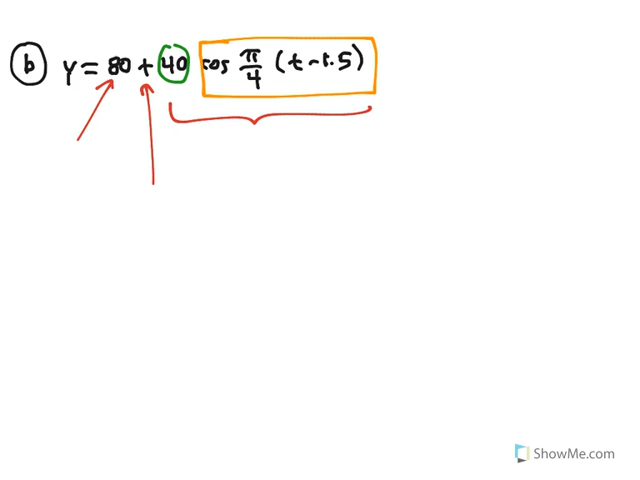 b y = 80 + 40 cos π/4 (t - 1.5)
ShowMe.com